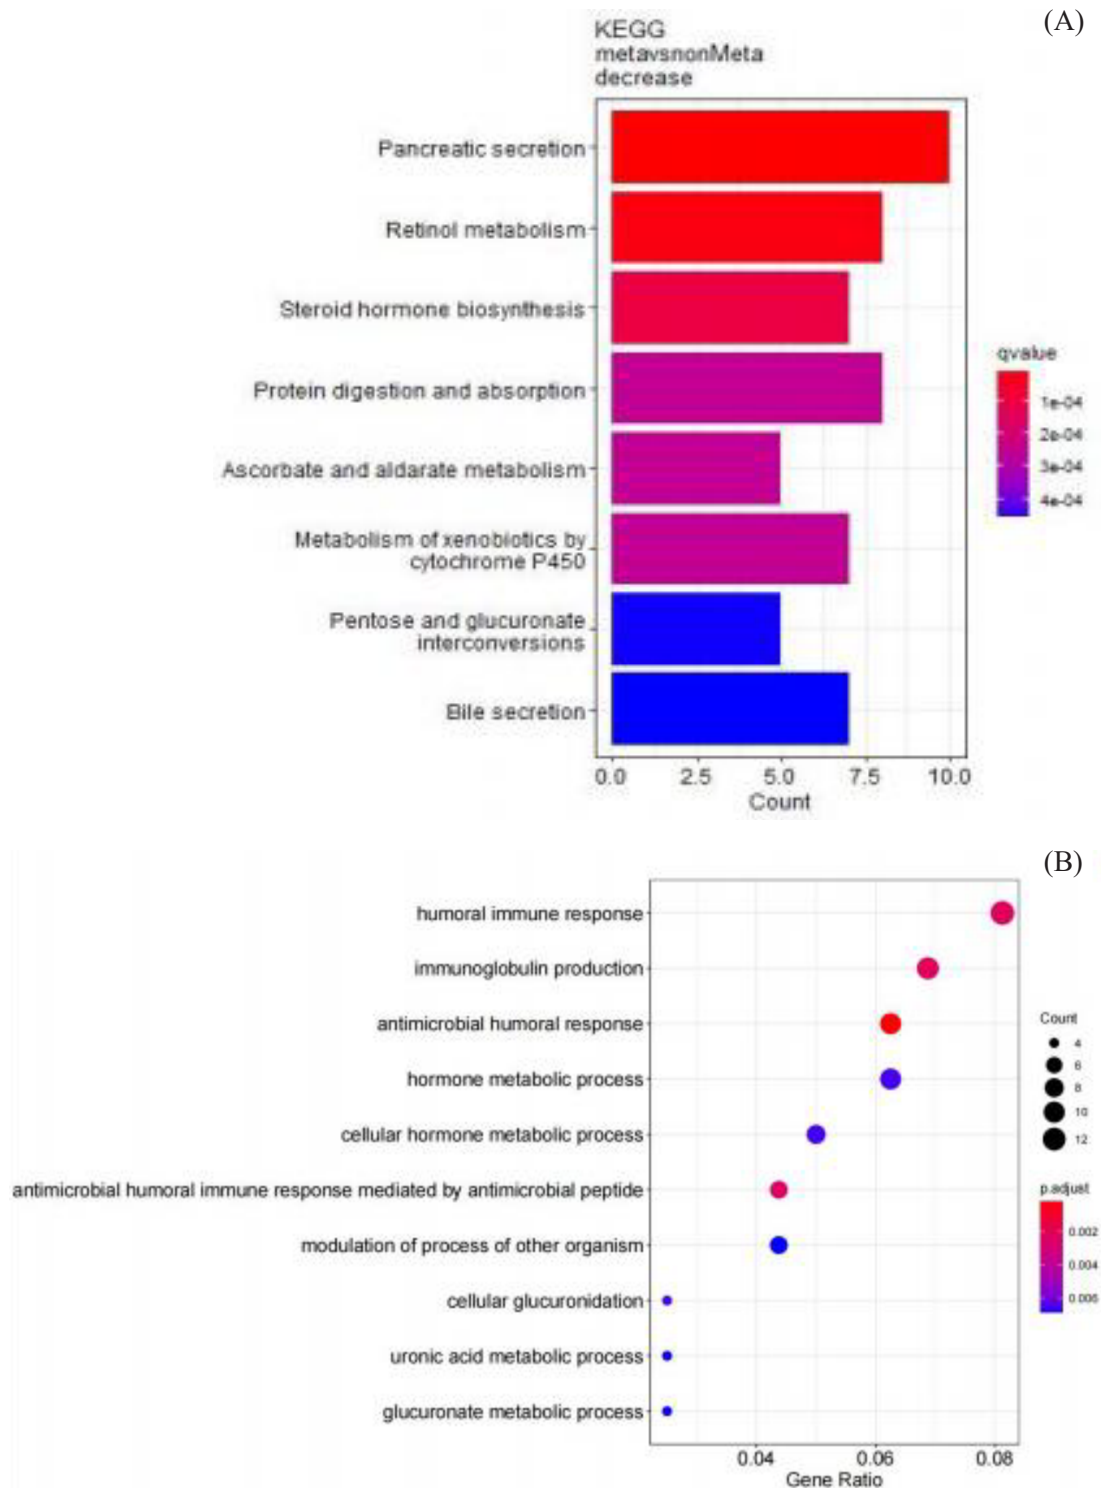 (A)
KEGG
metavsnonMeta
decrease
Pancreatic secretion
Retinol metabolism
Steroid hormone biosynthesis
Protein digestion and absorption
Ascorbate and aldarate metabolism
Metabolism of xenobiotics by
cytochrome P450
Pentose and glucuronate
interconversions
Bile secretion
0.0 2.5 5.0 7.5 10.0
Count
qvalue
1e-04
2e-04
3e-04
4e-04
(B)
humoral immune response
immunoglobulin production
antimicrobial humoral response
hormone metabolic process
cellular hormone metabolic process
antimicrobial humoral immune response mediated by antimicrobial peptide
modulation of process of other organism
cellular glucuronidation
uronic acid metabolic process
glucuronate metabolic process
0.04 0.06 0.08
Gene Ratio
Count
4
6
8
10
12
p.adjust
0.002
0.004
0.006